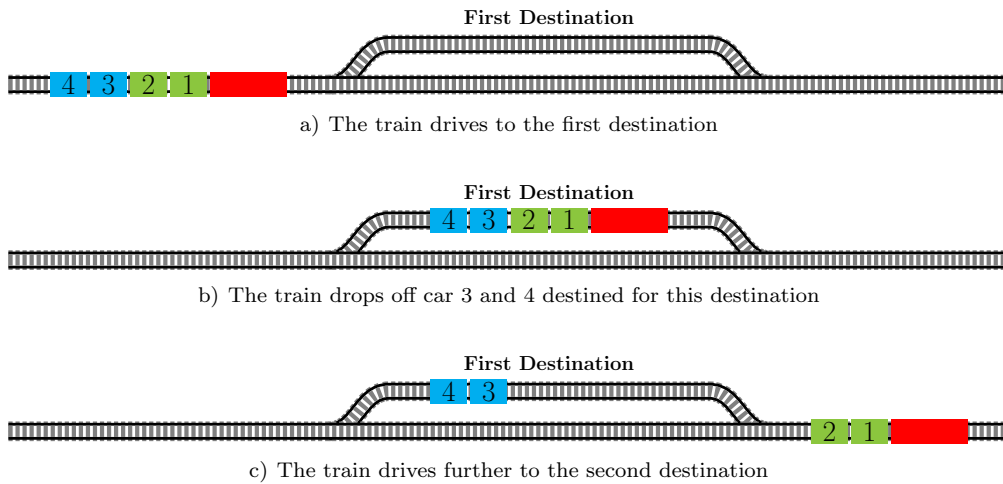 First Destination
4 3 2 1
a) The train drives to the first destination
First Destination
4 3 2 1
b) The train drops off car 3 and 4 destined for this destination
First Destination
4 3
2 1
c) The train drives further to the second destination